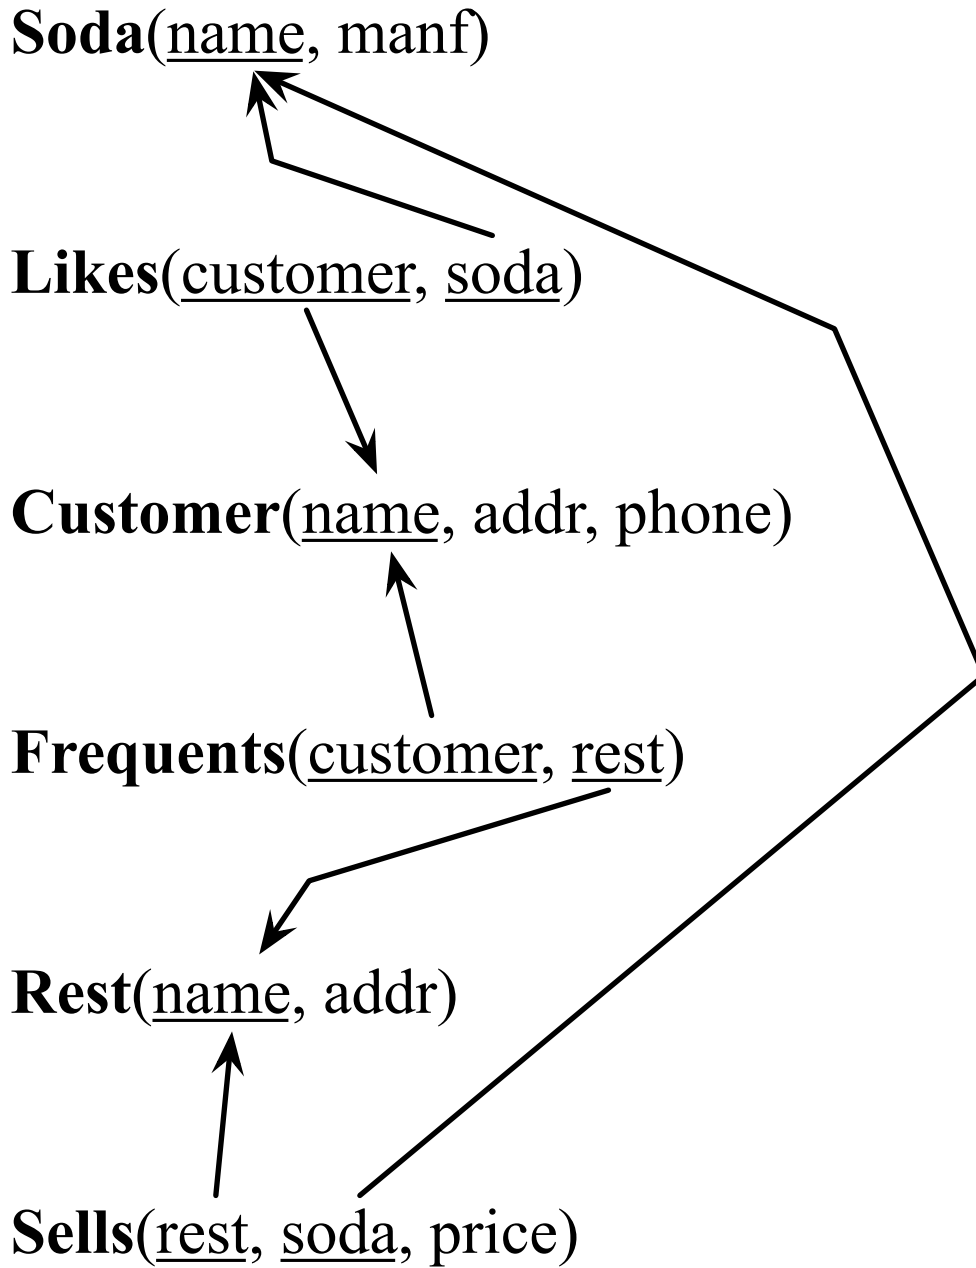 Soda(name, manf)
Likes(customer, soda)
Customer(name, addr, phone)
Frequents(customer, rest)
Rest(name, addr)
Sells(rest, soda, price)